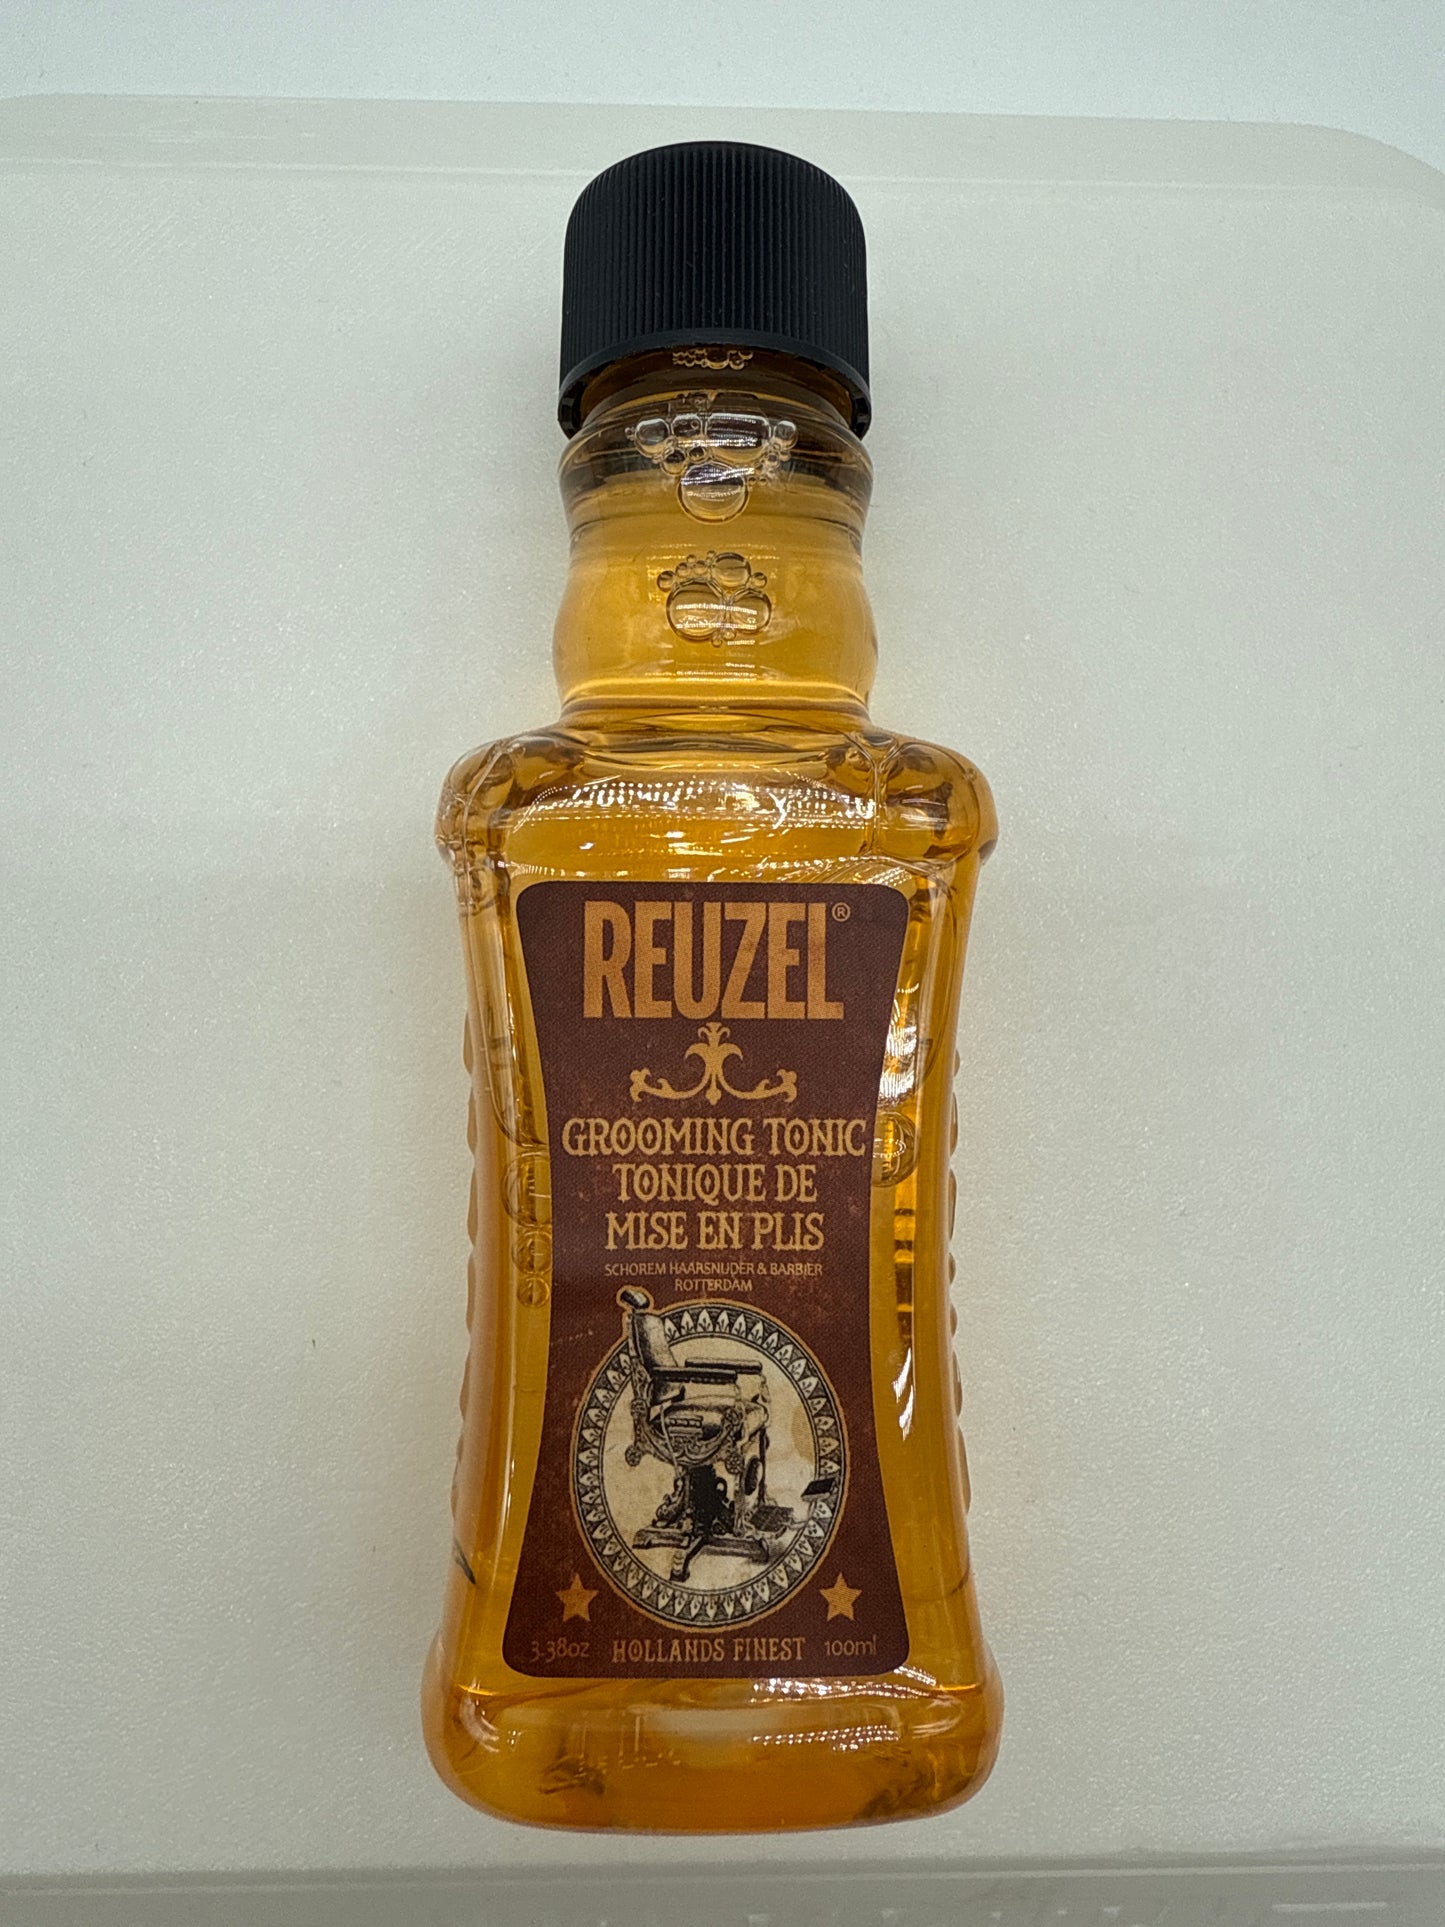 REUZEL®
GROOMING TONIC
TONIQUE DE
MISE EN PLIS
SCHOREM HAARSNIJDER & BARBIER
ROTTERDAM
3.38oz HOLLANDS FINEST 100ml